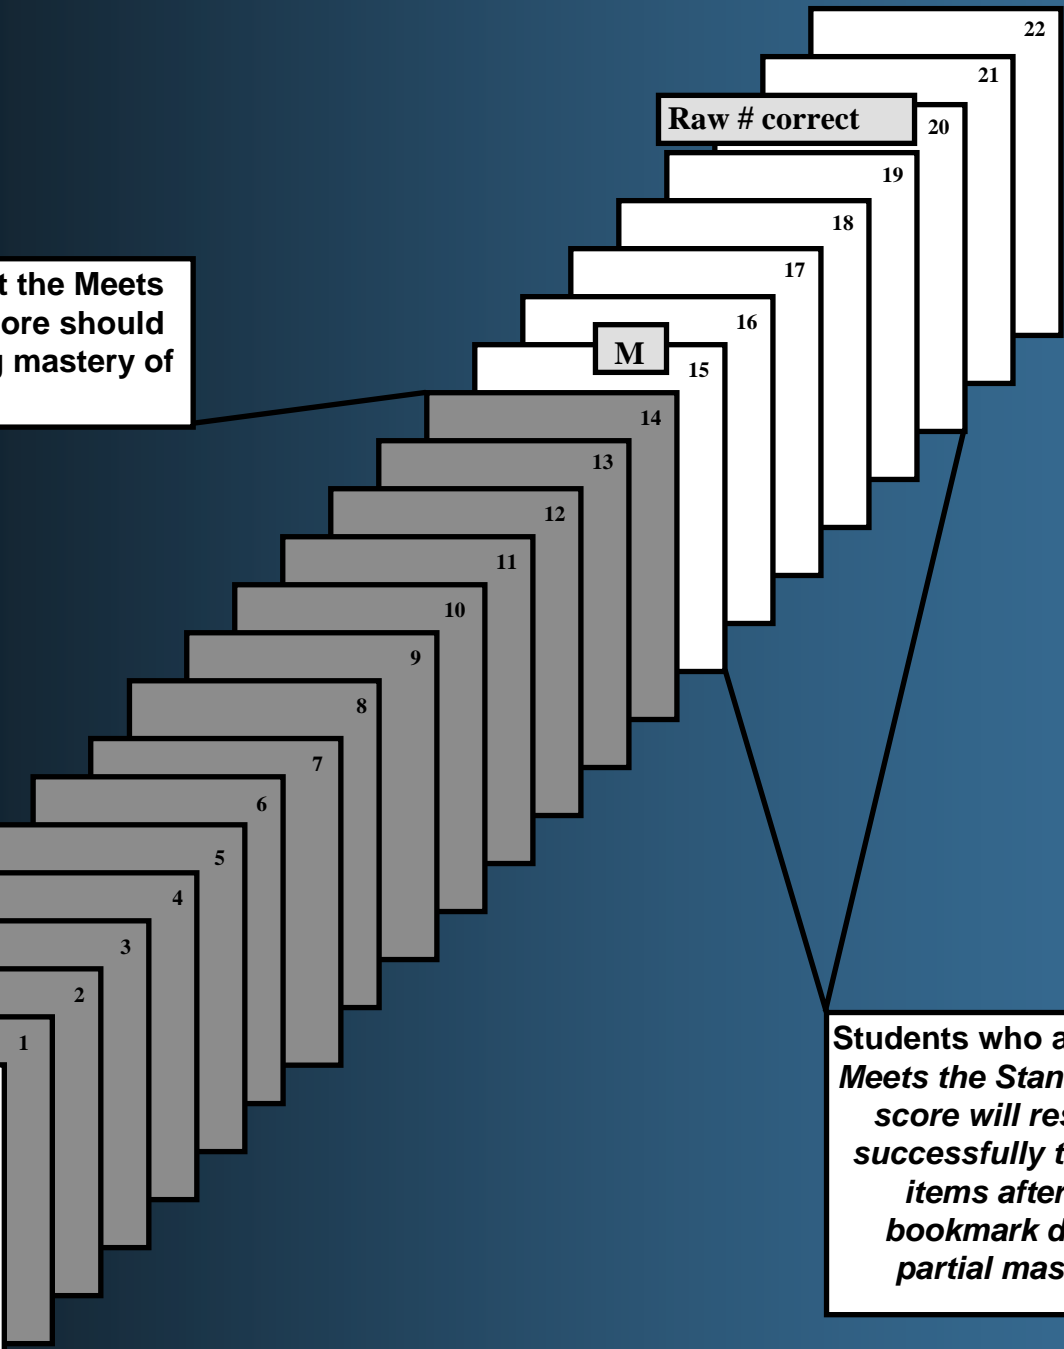 22
21
Raw # correct
20
19
18
17
16
M
15
t the Meets
ore should
mastery of
14
13
12
11
10
9
8
7
6
5
4
3
2
1
Students who a
Meets the Stan
score will res
successfully t
items after
bookmark d
partial mas